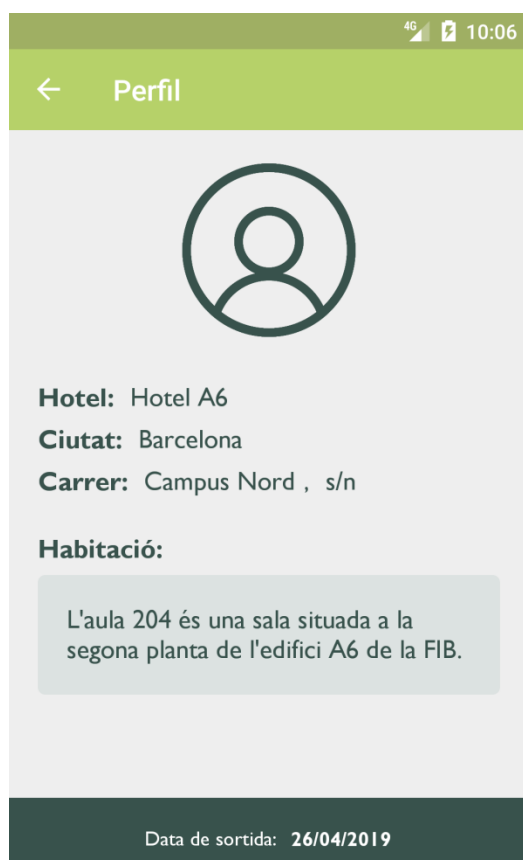 4G 10:06
Perfil
Hotel: Hotel A6
Ciutat: Barcelona
Carrer: Campus Nord , s/n
Habitació:
L'aula 204 és una sala situada a la
segona planta de l'edifici A6 de la FIB.
Data de sortida: 26/04/2019